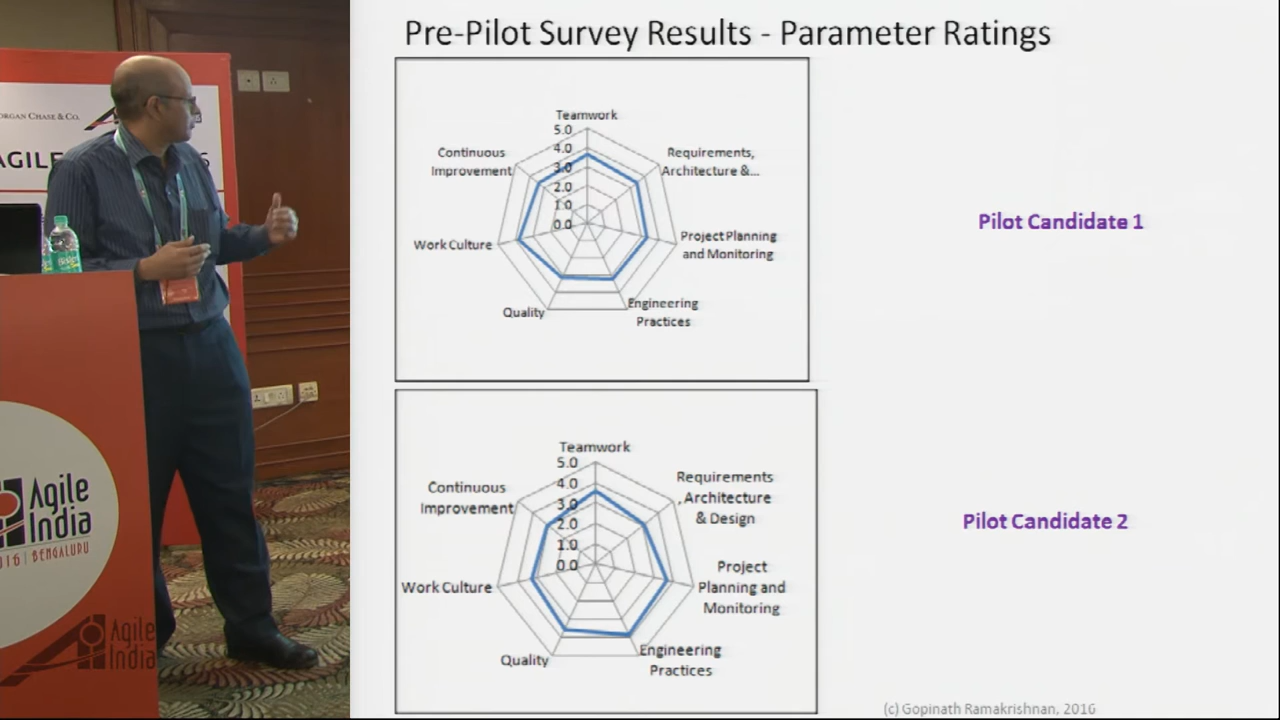 Pre-Pilot Survey Results - Parameter Ratings
ORGAN CHASE & CO.
AGILE
S
Teamwork
5.0
4.0
3.0
2.0
1.0
0.0
Requirements,
Architecture &...
Project Planning
and Monitoring
Engineering
Practices
Quality
Work Culture
Continuous
Improvement
Pilot Candidate 1
Teamwork
5.0
4.0
3.0
2.0
1.0
0.0
Requirements
, Architecture
& Design
Project
Planning and
Monitoring
Engineering
Practices
Quality
Work Culture
Continuous
Improvement
Pilot Candidate 2
Agile
India
016 | BENGALURU
Agile
India
(c) Gopinath Ramakrishnan, 2016